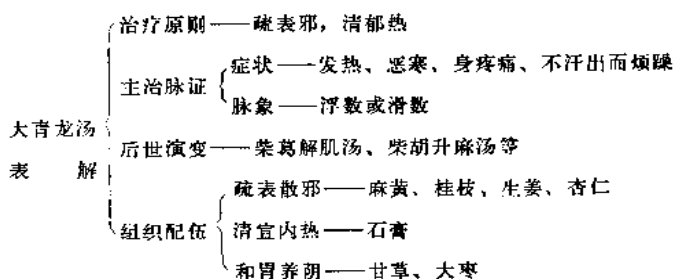 治疗原则——疏表邪，清郁热
主治脉证
症状——发热、恶寒、身疼痛、不汗出而烦躁
脉象——浮数或滑数
大青龙汤
表 解
后世演变——柴葛解肌汤、柴胡升麻汤等
组织配伍
疏表散邪——麻黄、桂枝、生姜、杏仁
清宣内热——石膏
和胃养阴——甘草、大枣